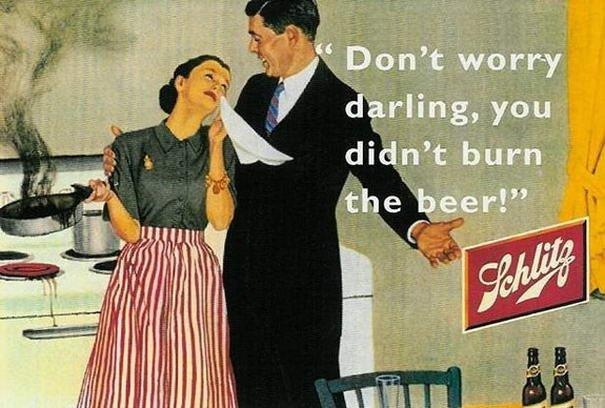 “Don’t worry
darling, you
didn’t burn
the beer!”
Schlitz